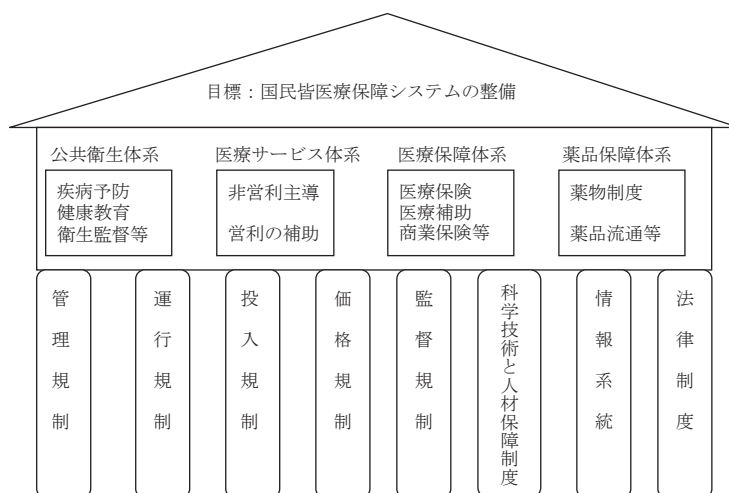 目標：国民皆医療保障システムの整備
公共衛生体系
疾病予防
健康教育
衛生監督等
医療サービス体系
非営利主導
営利の補助
医療保障体系
医療保険
医療補助
商業保険等
薬品保障体系
薬物制度
薬品流通等
管理規制
運行規制
投入規制
価格規制
監督規制
科学技術と人材保障制度
情報系統
法律制度